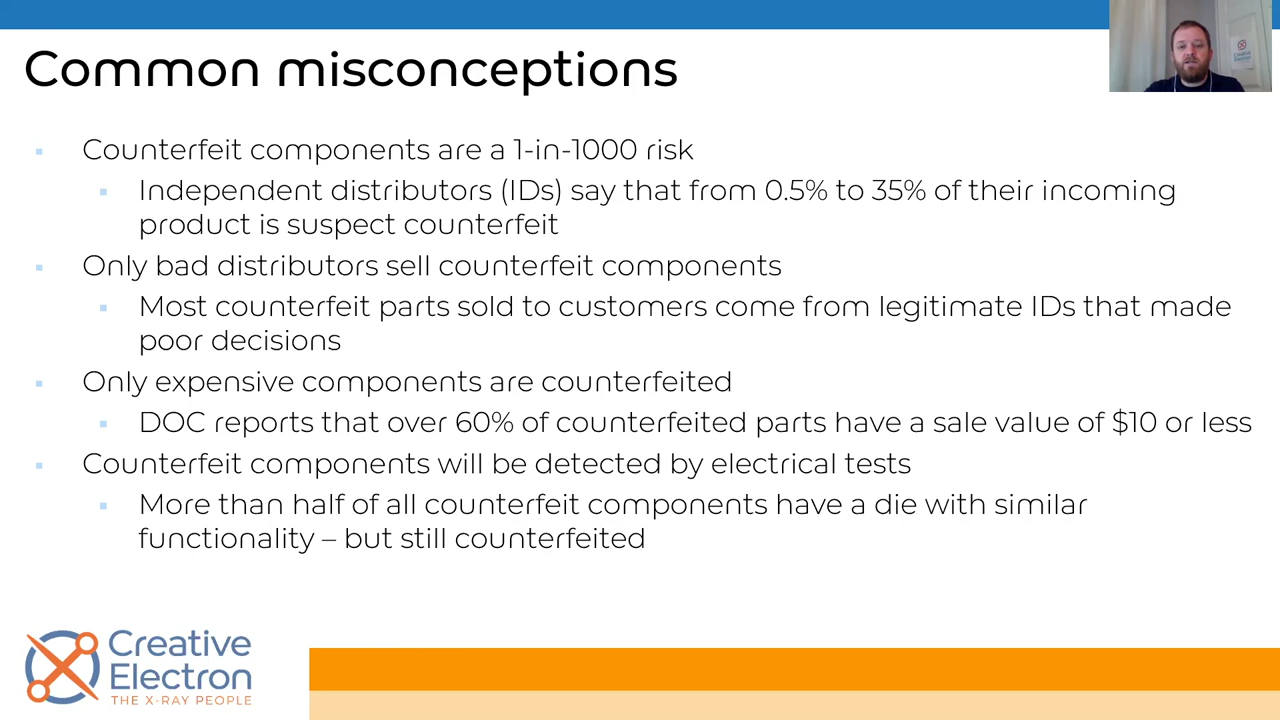 Common misconceptions
Counterfeit components are a 1-in-1000 risk
Independent distributors (IDs) say that from 0.5% to 35% of their incoming
product is suspect counterfeit
Only bad distributors sell counterfeit components
Most counterfeit parts sold to customers come from legitimate IDs that made
poor decisions
Only expensive components are counterfeited
DOC reports that over 60% of counterfeited parts have a sale value of $10 or less
Counterfeit components will be detected by electrical tests
More than half of all counterfeit components have a die with similar
functionality – but still counterfeited
Creative
Electron
THE X-RAY PEOPLE
Creative
Electron